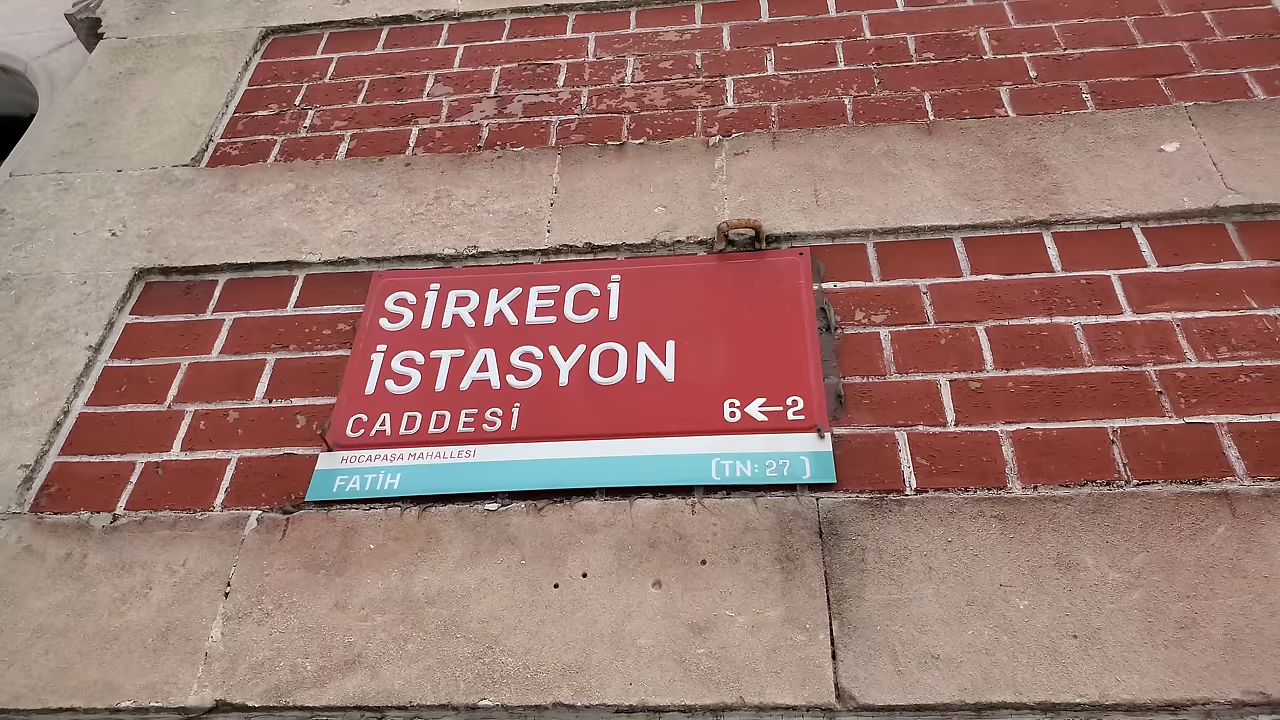 SİRKECİ
İSTASYON
CADDESİ 6←2
HOCAPAŞA MAHALLESİ
FATİH (TN: 27 )